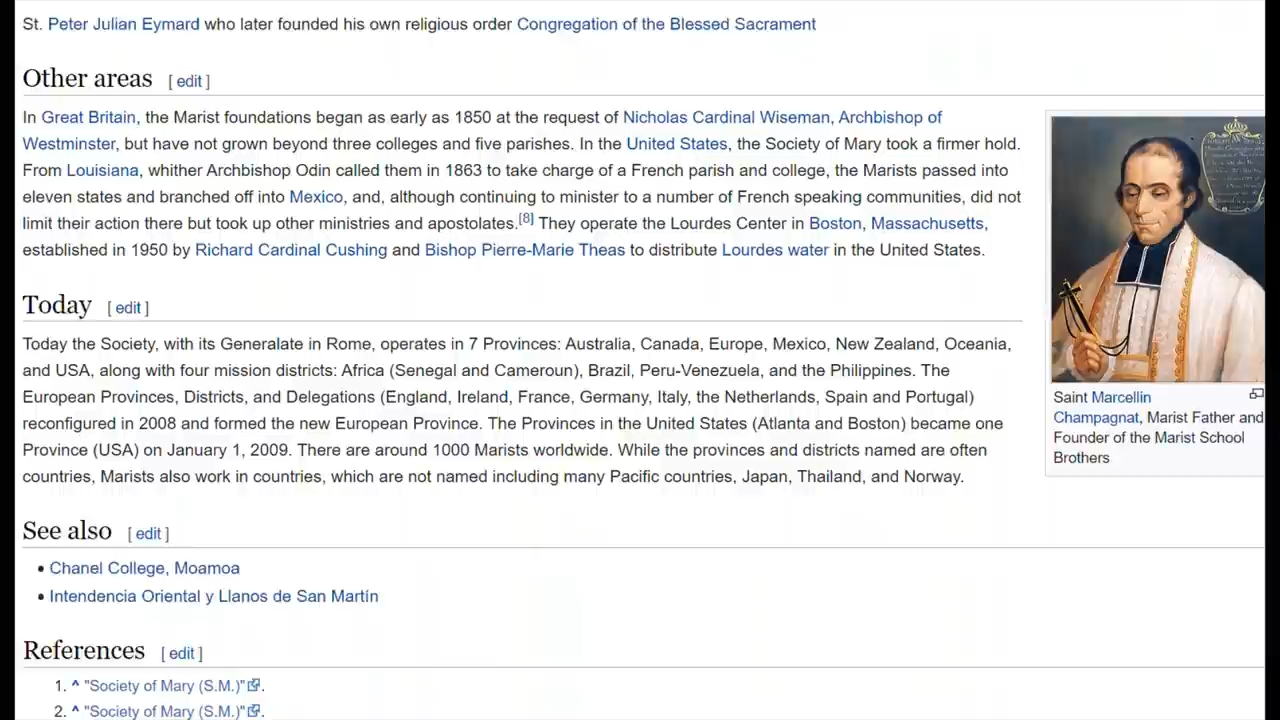 St. Peter Julian Eymard who later founded his own religious order Congregation of the Blessed Sacrament
Other areas [ edit ]
In Great Britain, the Marist foundations began as early as 1850 at the request of Nicholas Cardinal Wiseman, Archbishop of
Westminster, but have not grown beyond three colleges and five parishes. In the United States, the Society of Mary took a firmer hold.
From Louisiana, whither Archbishop Odin called them in 1863 to take charge of a French parish and college, the Marists passed into
eleven states and branched off into Mexico, and, although continuing to minister to a number of French speaking communities, did not
limit their action there but took up other ministries and apostolates.[8] They operate the Lourdes Center in Boston, Massachusetts,
established in 1950 by Richard Cardinal Cushing and Bishop Pierre-Marie Theas to distribute Lourdes water in the United States.
Saint Marcellin
Champagnat, Marist Father and
Founder of the Marist School
Brothers
Today [ edit ]
Today the Society, with its Generalate in Rome, operates in 7 Provinces: Australia, Canada, Europe, Mexico, New Zealand, Oceania,
and USA, along with four mission districts: Africa (Senegal and Cameroun), Brazil, Peru-Venezuela, and the Philippines. The
European Provinces, Districts, and Delegations (England, Ireland, France, Germany, Italy, the Netherlands, Spain and Portugal)
reconfigured in 2008 and formed the new European Province. The Provinces in the United States (Atlanta and Boston) became one
Province (USA) on January 1, 2009. There are around 1000 Marists worldwide. While the provinces and districts named are often
countries, Marists also work in countries, which are not named including many Pacific countries, Japan, Thailand, and Norway.
See also [ edit ]
• Chanel College, Moamoa
• Intendencia Oriental y Llanos de San Martín
References [ edit ]
1. ^ "Society of Mary (S.M.)".
2. ^ "Society of Mary (S.M.)".